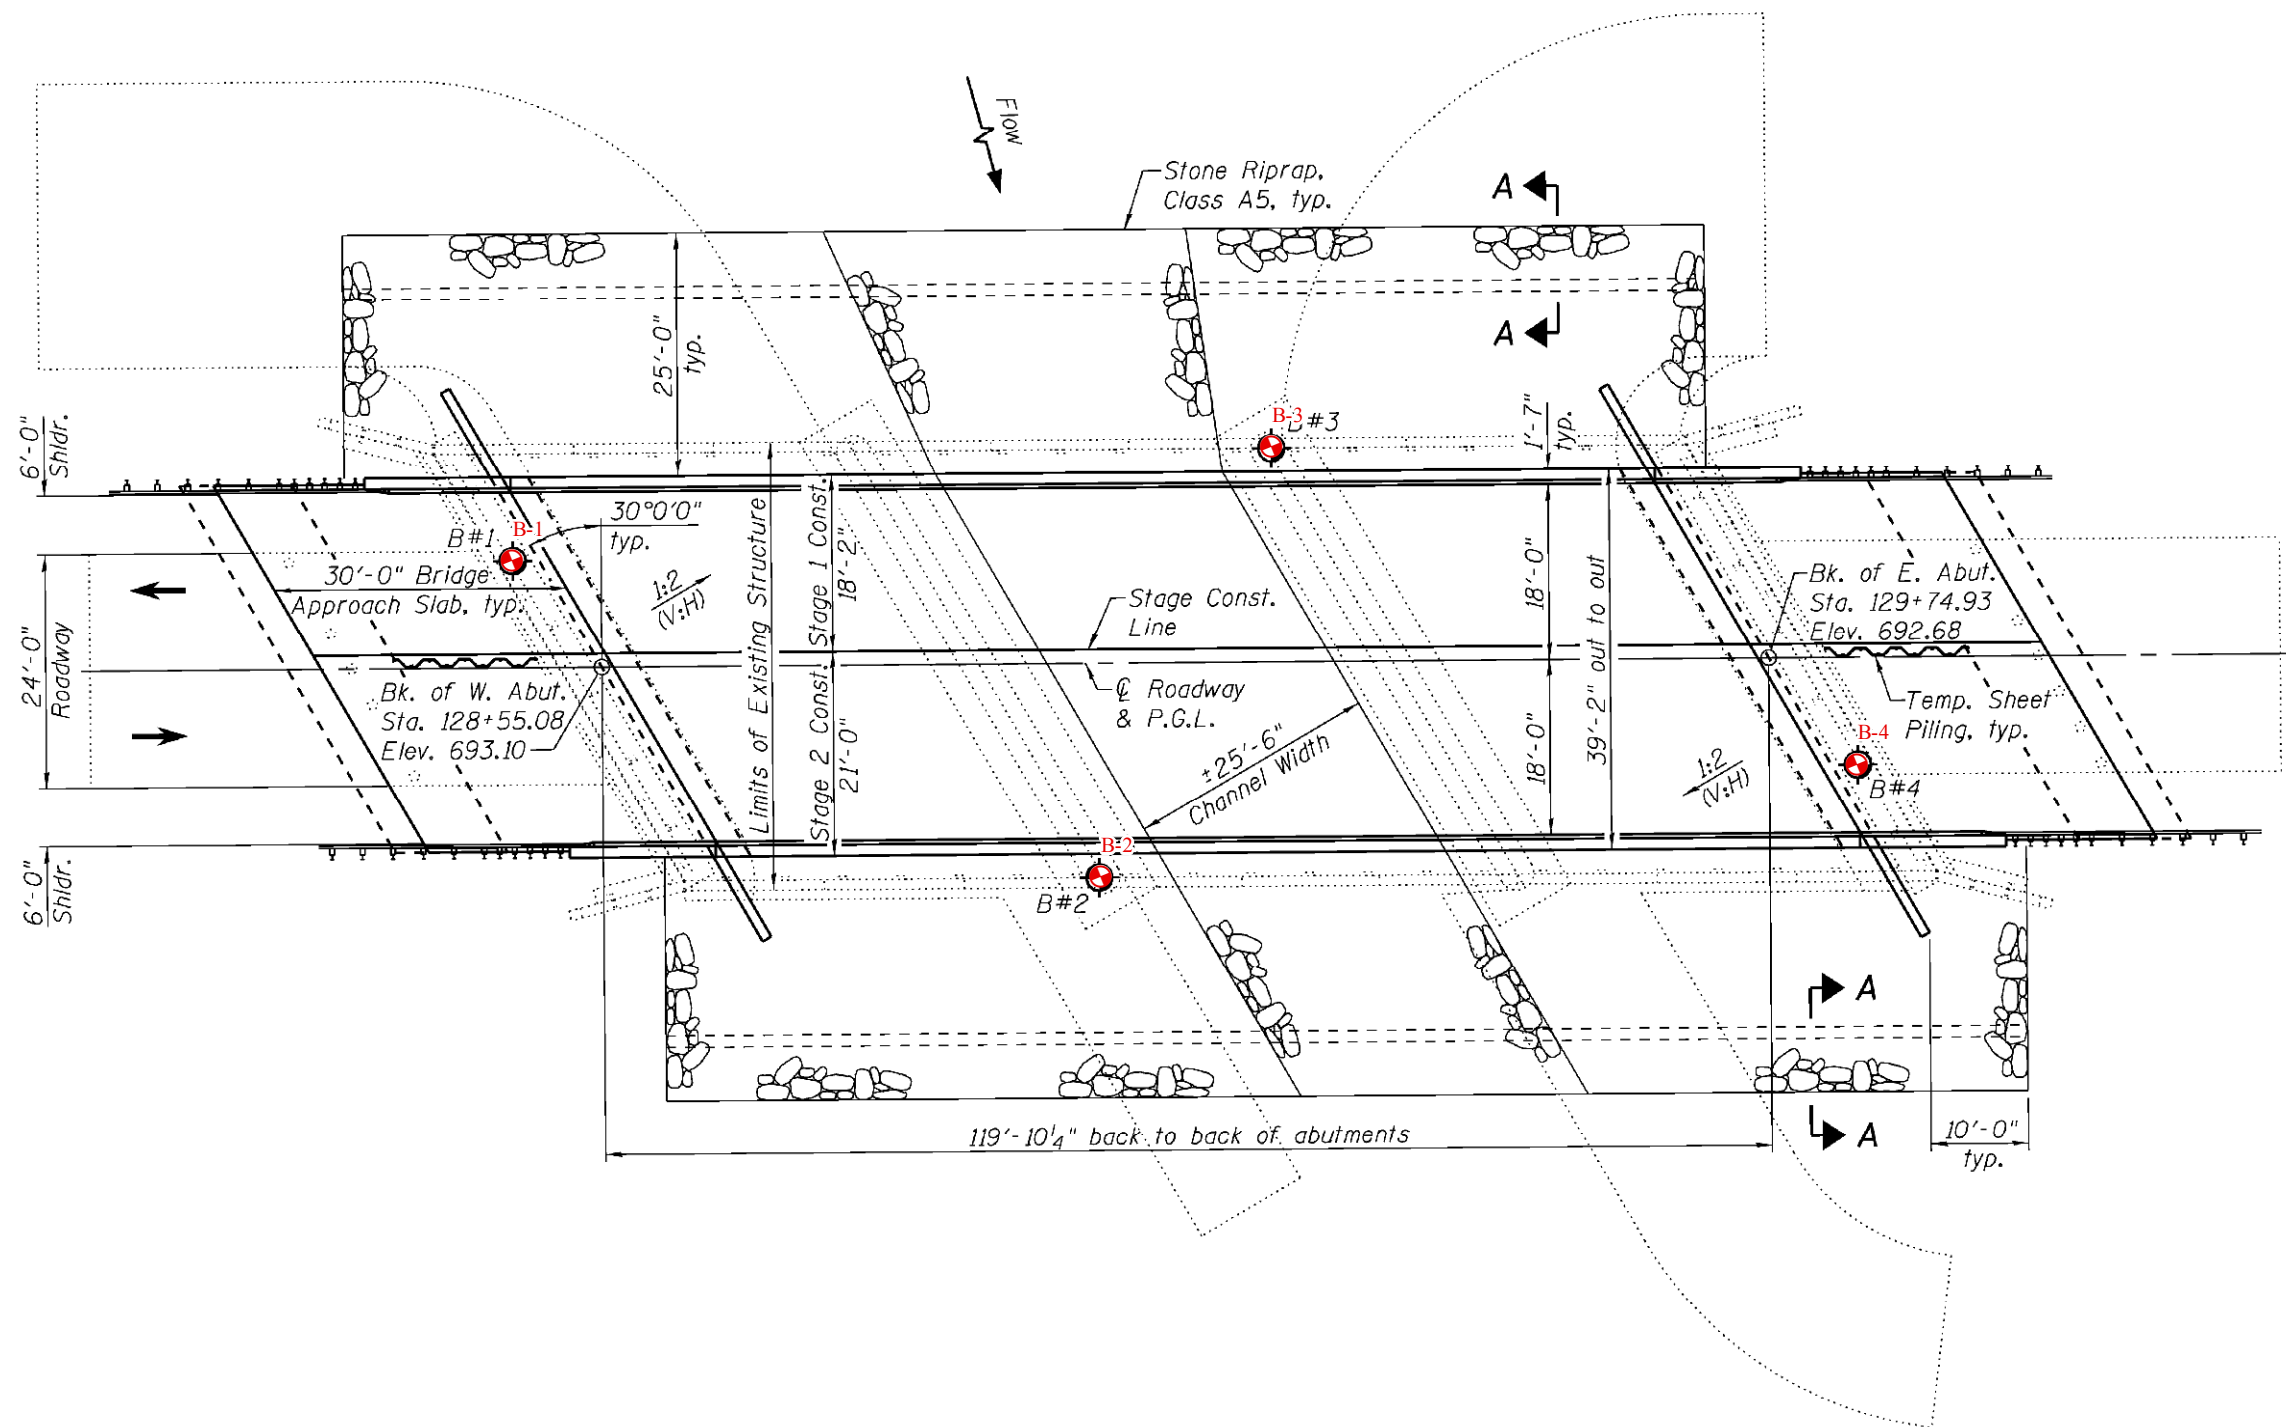 Flow
Stone Riprap,
Class A5, typ.
A
A
25'-0"
typ.
6'-0"
Shldr.
B-3
B#3
1'-7"
typ.
B-1
B#1
30°0'0"
typ.
30'-0" Bridge
Approach Slab, typ.
1:2
(V:H)
Limits of Existing Structure
Stage 1 Const.
18'-2"
Stage 2 Const.
21'-0"
Stage Const.
Line
℄ Roadway
& P.G.L.
18'-0"
18'-0"
39'-2" out to out
Bk. of E. Abut.
Sta. 129+74.93
Elev. 692.68
24'-0"
Roadway
Bk. of W. Abut.
Sta. 128+55.08
Elev. 693.10
±25'-6"
Channel Width
Temp. Sheet
Piling, typ.
B-4
B#4
1:2
(V:H)
B-2
B#2
6'-0"
Shldr.
A
A
119'-10¼" back to back of abutments
10'-0"
typ.